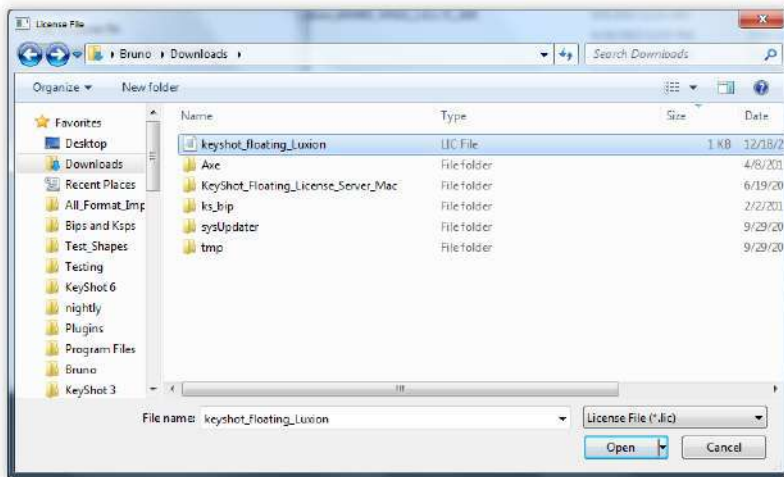 License File
Bruno Downloads
Search Downloads
Organize New folder
Name Type Size Date
Favorites
Desktop
Downloads
Recent Places
All_Format_Imp
Bips and Ksps
Test_Shapes
Testing
KeyShot 6
nightly
Plugins
Program Files
Bruno
KeyShot 3
keyshot_floating_Luxion LIC File 1 KB 12/18/2
Axe File folder 4/8/201
KeyShot_Floating_License_Server_Mac File folder 6/19/20
ks_bip File folder 2/2/201
sysUpdater File folder 9/29/20
tmp File folder 9/29/20
File name: keyshot_floating_Luxion License File (*.lic)
Open Cancel